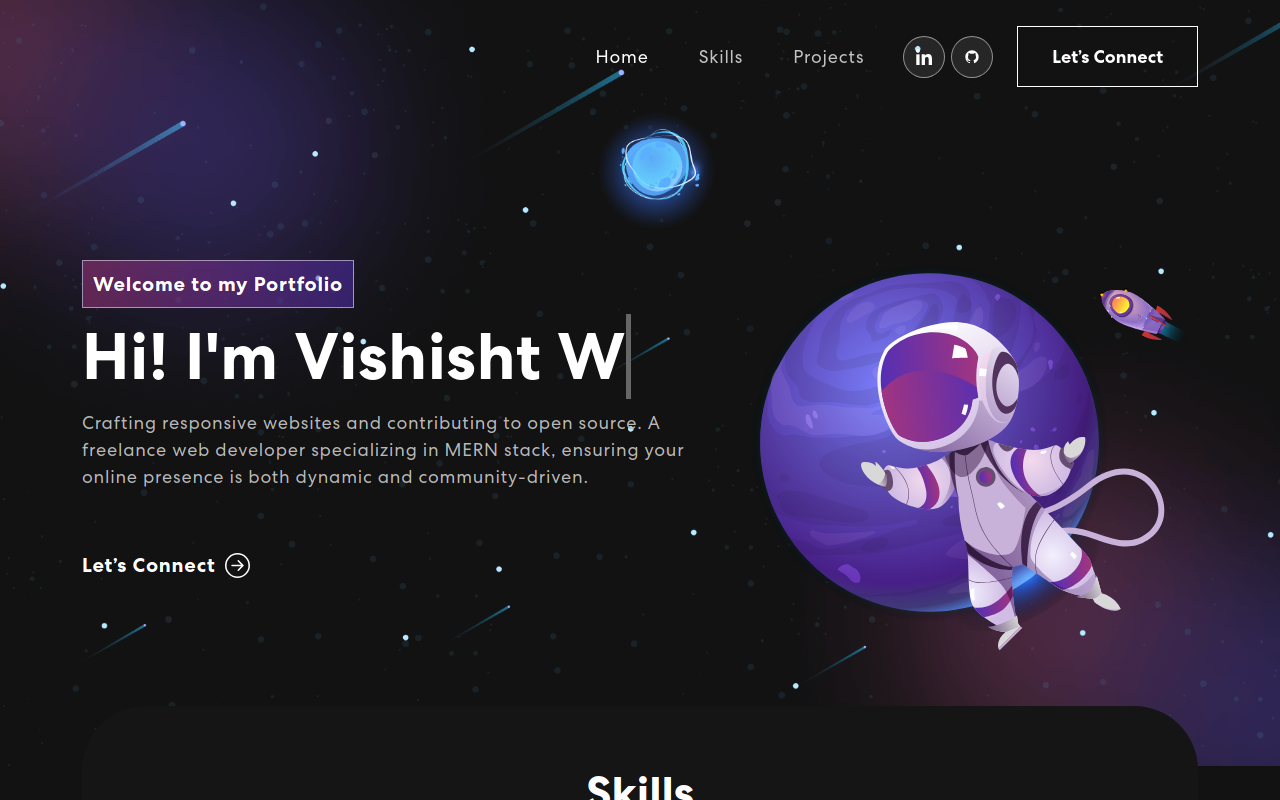 Home Skills Projects in Let's Connect
Welcome to my Portfolio
Hi! I'm Vishisht W
Crafting responsive websites and contributing to open source. A
freelance web developer specializing in MERN stack, ensuring your
online presence is both dynamic and community-driven.
Let's Connect
Skills